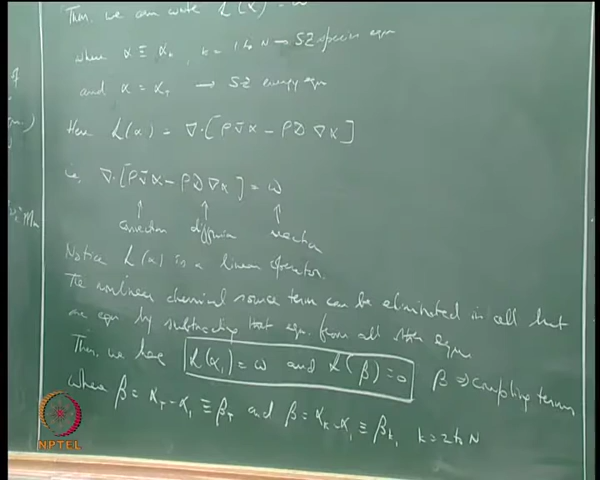 Then, we can write L(α) = ω
where α ≡ α_k, k = 1 to N → SZ species eqn
and α = α_T → SZ energy eqn
Here L(α) = ∇·[ρv̄α − ρD∇α]
i.e, ∇·[ρv̄α − ρD∇α] = ω
convection diffusion reaction
Notice L(α) is a linear operator.
The nonlinear chemical source term can be eliminated in all but
one eqn by subtracting that eqn. from all other eqns
Then, we have L(α₁) = ω and L(β) = 0 β ⇒ coupling terms
where β = α_T − α₁ ≡ β_T and β = α_k − α₁ ≡ β_k, k = 2 to N
NPTEL